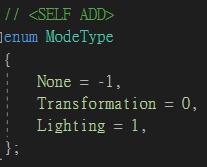 // <SELF ADD>
enum ModeType
{
    None = -1,
    Transformation = 0,
    Lighting = 1,
};